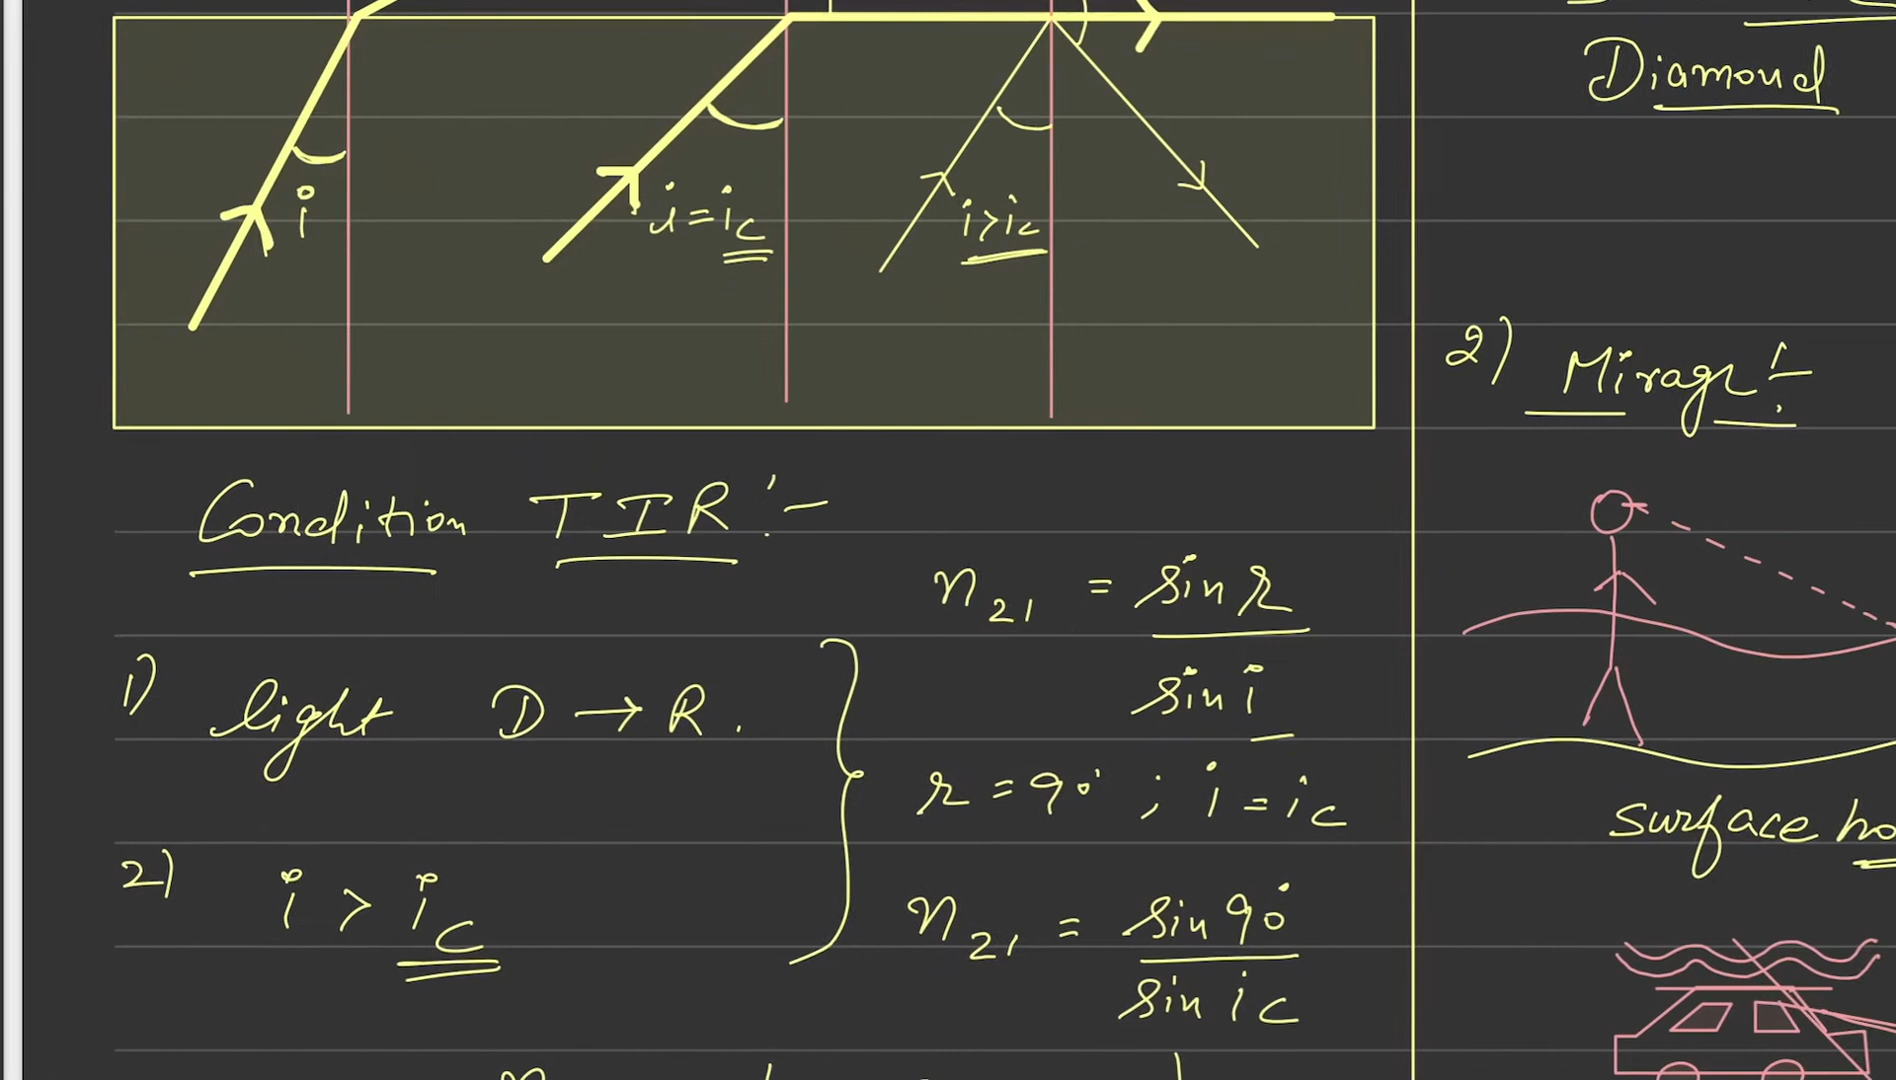 i
i = ic
i > ic
Condition TIR :-
1) light D → R .
2) i > ic
n21 = sin r
sin i
r = 90° ; i = ic
n21 = sin 90°
sin ic
Diamond
2) Mirage :-
surface ho